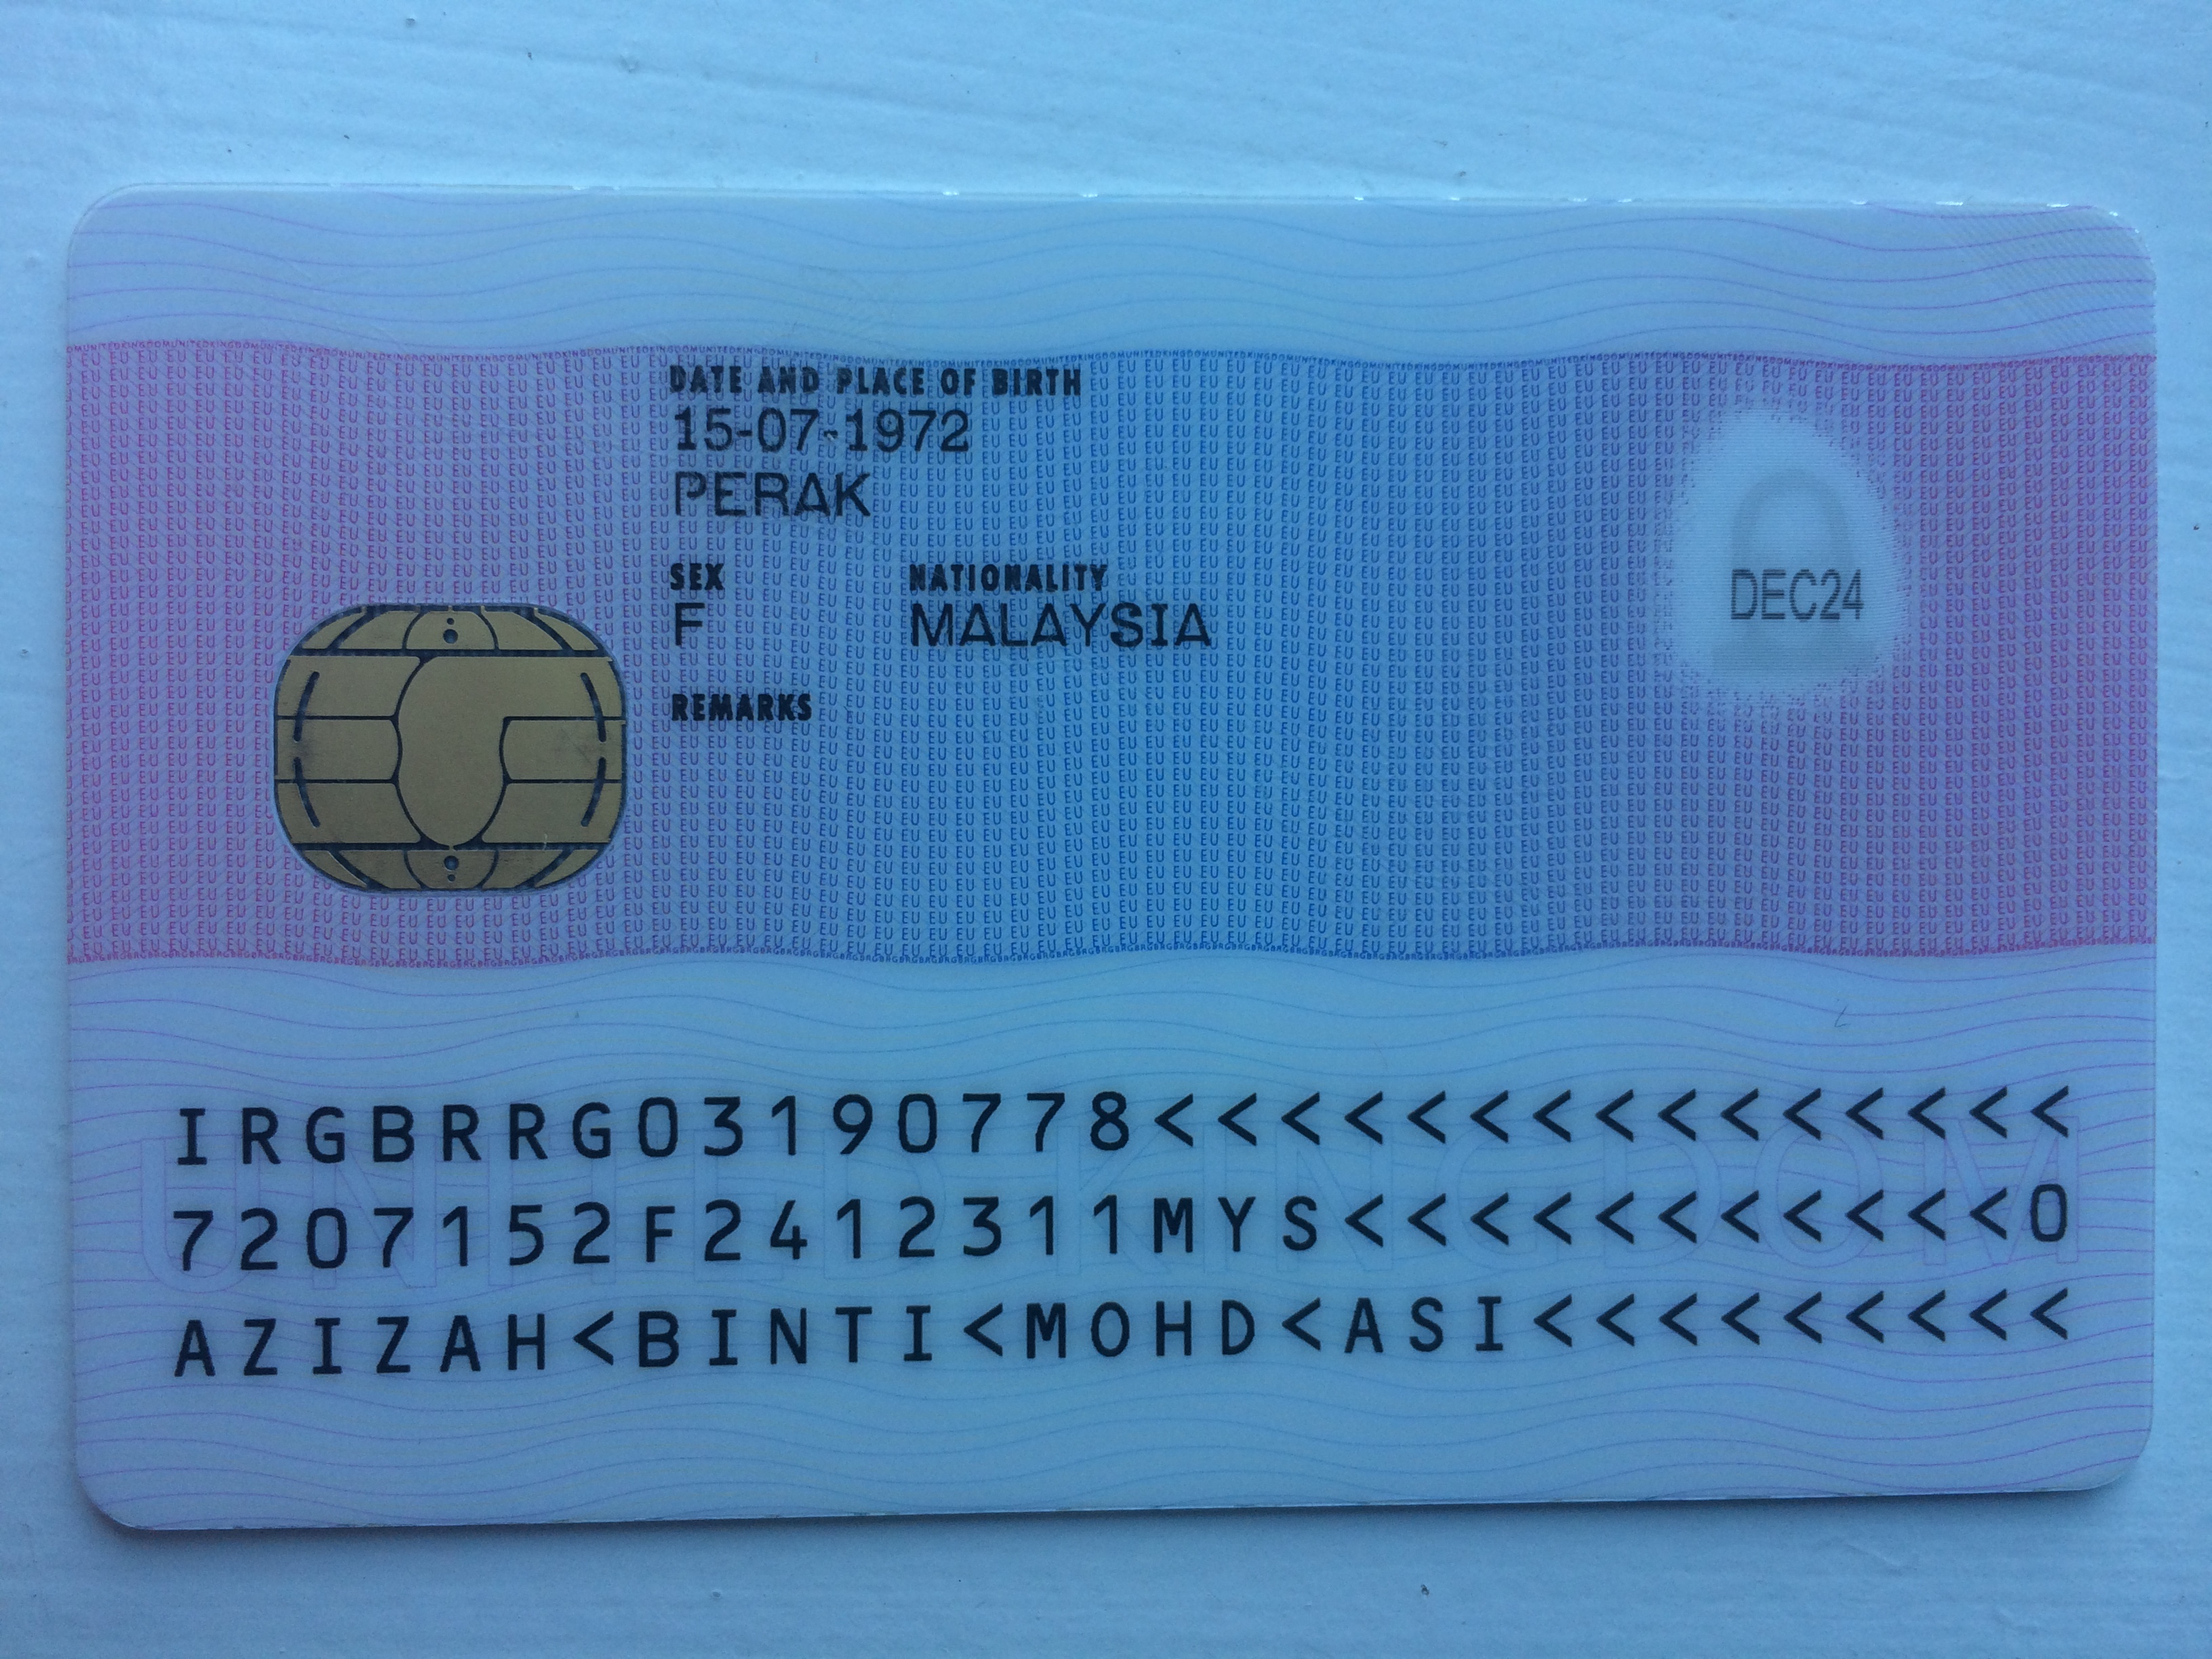 DATE AND PLACE OF BIRTH
15-07-1972
PERAK
SEX NATIONALITY
F MALAYSIA
REMARKS
DEC24
IRGBRRG03190778<<<<<<<<<<<<<<<
7207152F2412311MYS<<<<<<<<<<<0
AZIZAH<BINTI<MOHD<ASI<<<<<<<<<